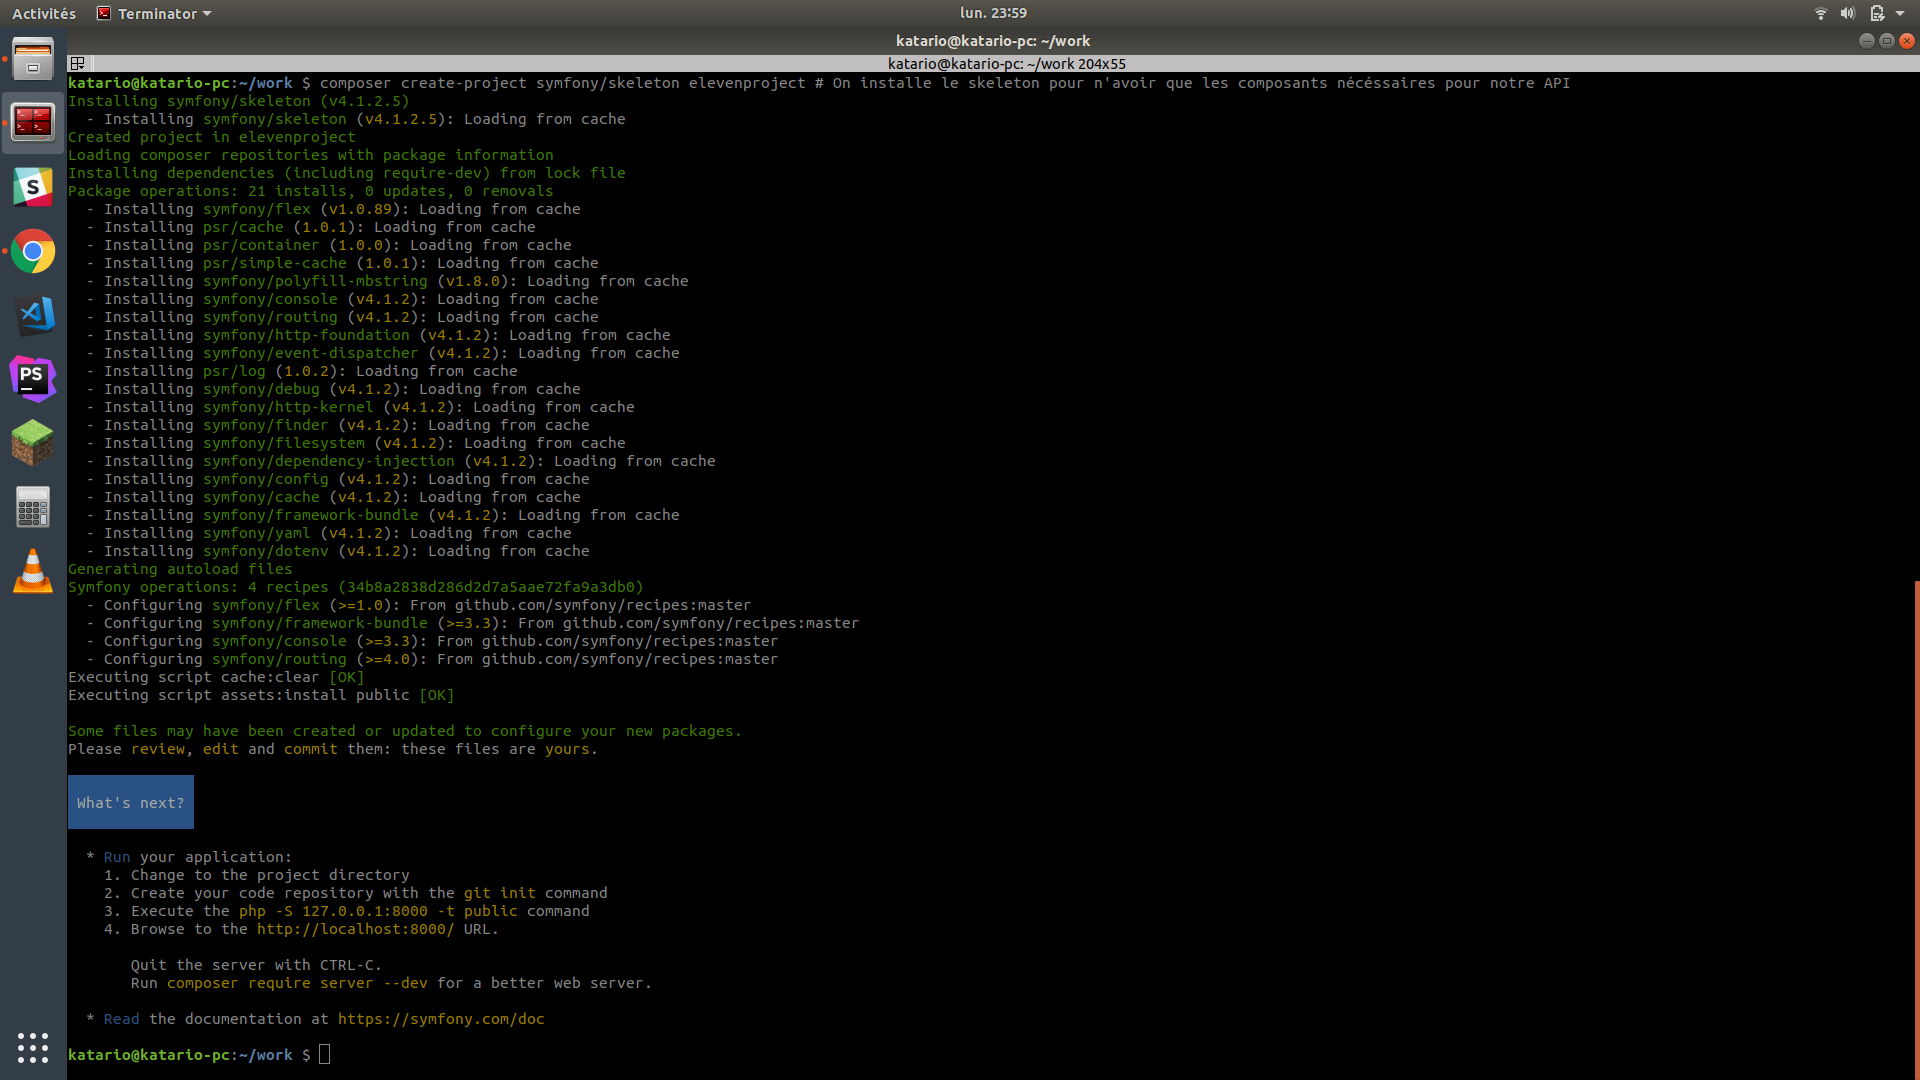 Activités Terminator lun. 23:59
katario@katario-pc: ~/work
katario@katario-pc: ~/work 204x55
katario@katario-pc:~/work $ composer create-project symfony/skeleton elevenproject # On installe le skeleton pour n'avoir que les composants nécéssaires pour notre API
Installing symfony/skeleton (v4.1.2.5)
  - Installing symfony/skeleton (v4.1.2.5): Loading from cache
Created project in elevenproject
Loading composer repositories with package information
Installing dependencies (including require-dev) from lock file
Package operations: 21 installs, 0 updates, 0 removals
  - Installing symfony/flex (v1.0.89): Loading from cache
  - Installing psr/cache (1.0.1): Loading from cache
  - Installing psr/container (1.0.0): Loading from cache
  - Installing psr/simple-cache (1.0.1): Loading from cache
  - Installing symfony/polyfill-mbstring (v1.8.0): Loading from cache
  - Installing symfony/console (v4.1.2): Loading from cache
  - Installing symfony/routing (v4.1.2): Loading from cache
  - Installing symfony/http-foundation (v4.1.2): Loading from cache
  - Installing symfony/event-dispatcher (v4.1.2): Loading from cache
  - Installing psr/log (1.0.2): Loading from cache
  - Installing symfony/debug (v4.1.2): Loading from cache
  - Installing symfony/http-kernel (v4.1.2): Loading from cache
  - Installing symfony/finder (v4.1.2): Loading from cache
  - Installing symfony/filesystem (v4.1.2): Loading from cache
  - Installing symfony/dependency-injection (v4.1.2): Loading from cache
  - Installing symfony/config (v4.1.2): Loading from cache
  - Installing symfony/cache (v4.1.2): Loading from cache
  - Installing symfony/framework-bundle (v4.1.2): Loading from cache
  - Installing symfony/yaml (v4.1.2): Loading from cache
  - Installing symfony/dotenv (v4.1.2): Loading from cache
Generating autoload files
Symfony operations: 4 recipes (34b8a2838d286d2d7a5aae72fa9a3db0)
  - Configuring symfony/flex (>=1.0): From github.com/symfony/recipes:master
  - Configuring symfony/framework-bundle (>=3.3): From github.com/symfony/recipes:master
  - Configuring symfony/console (>=3.3): From github.com/symfony/recipes:master
  - Configuring symfony/routing (>=4.0): From github.com/symfony/recipes:master
Executing script cache:clear [OK]
Executing script assets:install public [OK]
Some files may have been created or updated to configure your new packages.
Please review, edit and commit them: these files are yours.
What's next?
  * Run your application:
    1. Change to the project directory
    2. Create your code repository with the git init command
    3. Execute the php -S 127.0.0.1:8000 -t public command
    4. Browse to the http://localhost:8000/ URL.
       Quit the server with CTRL-C.
       Run composer require server --dev for a better web server.
  * Read the documentation at https://symfony.com/doc
katario@katario-pc:~/work $
S
PS